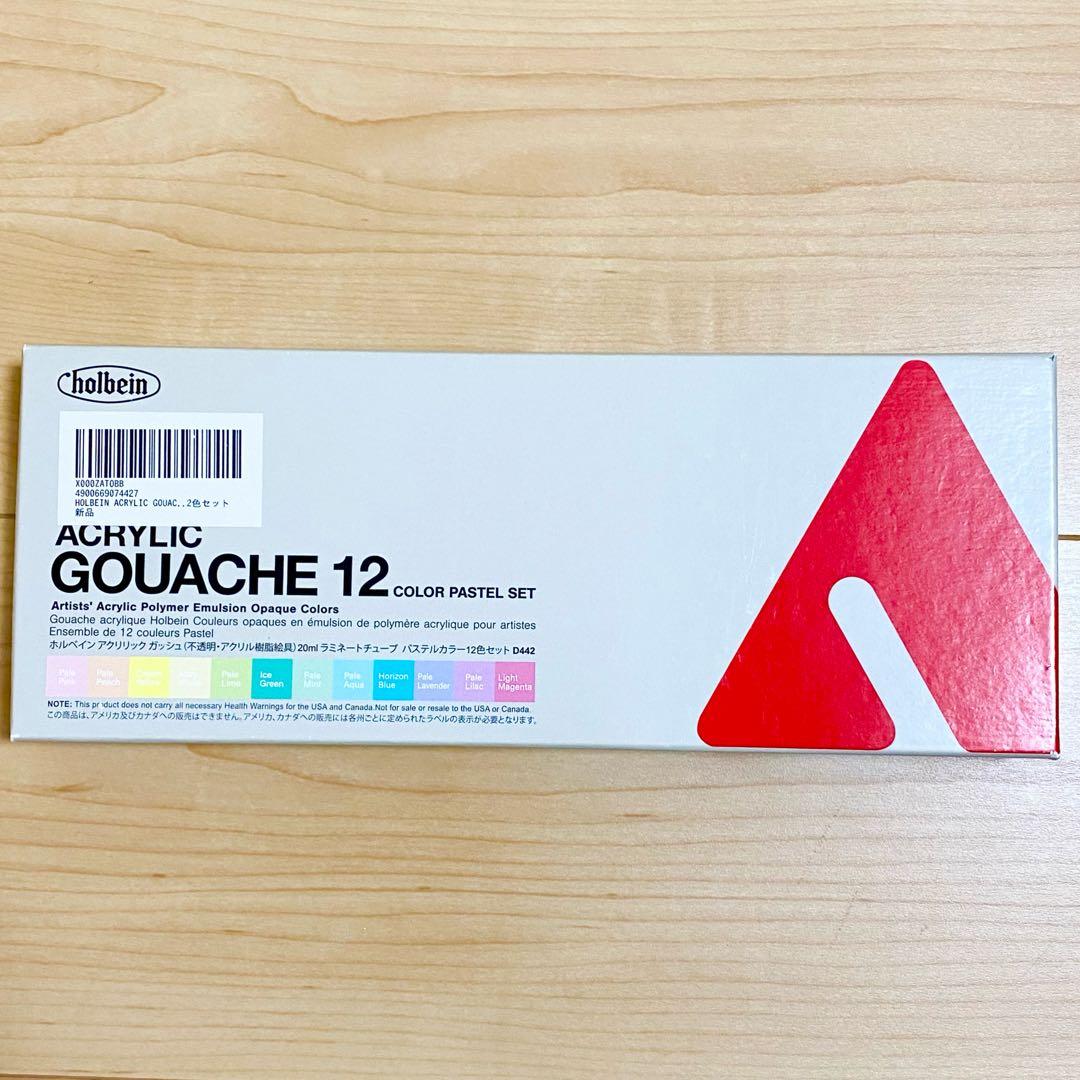 holbein
X000ZAT0BB
4900669074427
HOLBEIN ACRYLIC GOUAC...2色セット
新品
ACRYLIC
GOUACHE 12 COLOR PASTEL SET
Artists' Acrylic Polymer Emulsion Opaque Colors
Gouache acrylique Holbein Couleurs opaques en émulsion de polymère acrylique pour artistes
Ensemble de 12 couleurs Pastel
ホルベイン アクリリック ガッシュ(不透明・アクリル樹脂絵具)20ml ラミネートチューブ パステルカラー12色セット D442
Pale Pink
Pale Peach
Yellow
Pale Lime
Ice Green
Pale Mint
Pale Aqua
Horizon Blue
Pale Lavender
Pale Lilac
Light Magenta
NOTE: This product does not carry all necessary Health Warnings for the USA and Canada. Not for sale or resale to the USA or Canada.
この商品は、アメリカ及びカナダへの販売はできません。アメリカ、カナダへの販売には各州ごとに定められたラベルの表示が必要となります。